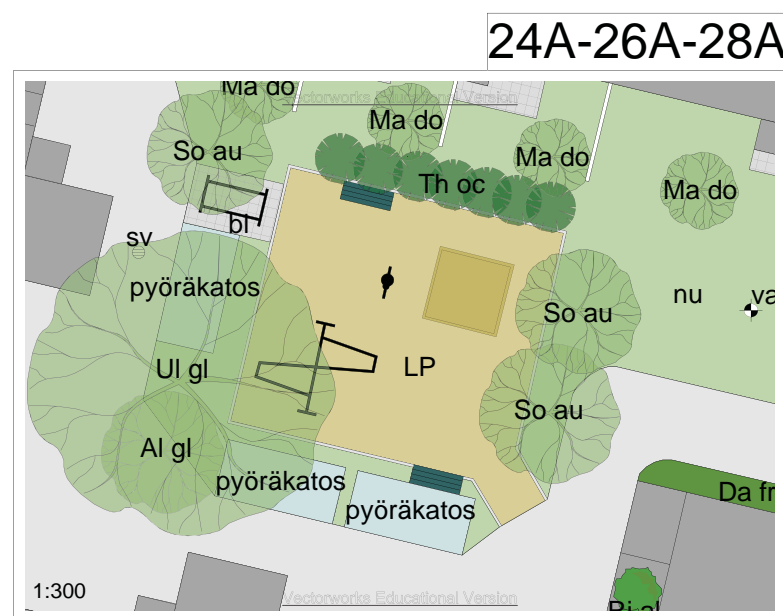 24A-26A-28A
Ma do
Vectorworks Educational Version
Ma do
So au
Ma do
Th oc
Ma do
bl
sv
pyöräkatos
nu
va
So au
LP
Ul gl
So au
Al gl
pyöräkatos
Da fr
pyöräkatos
1:300
Vectorworks Educational Version